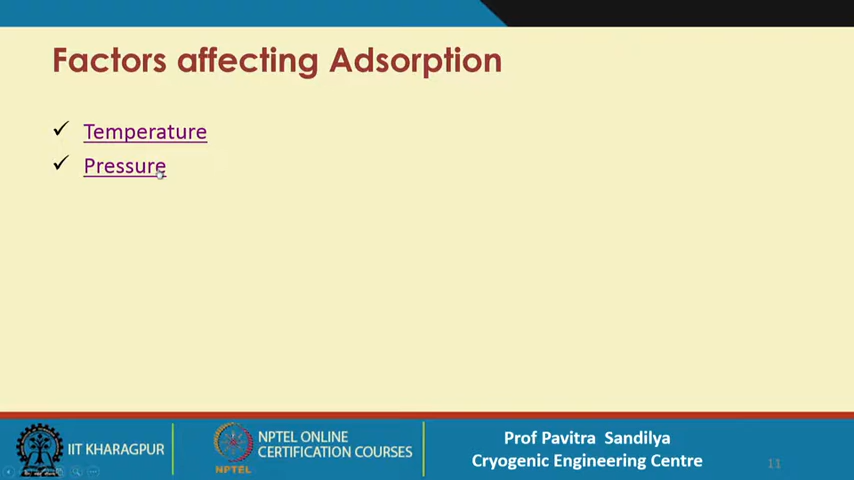 Factors affecting Adsorption
✓ Temperature
✓ Pressure
IIT KHARAGPUR
NPTEL
NPTEL ONLINE
CERTIFICATION COURSES
Prof Pavitra Sandilya
Cryogenic Engineering Centre
11